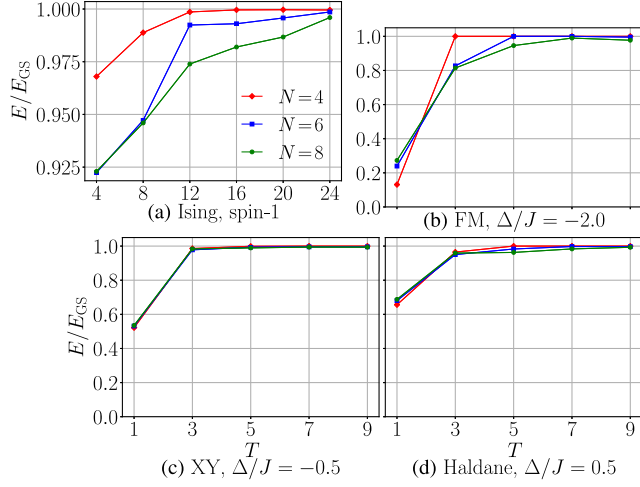 1.000
0.975
0.950
0.925
E/E_GS
N = 4
N = 6
N = 8
4 8 12 16 20 24
(a) Ising, spin-1
1.0
0.8
0.6
0.4
0.2
0.0
(b) FM, Δ/J = −2.0
1.0
0.8
0.6
0.4
0.2
0.0
E/E_GS
1 3 5 7 9
T
(c) XY, Δ/J = −0.5
1 3 5 7 9
T
(d) Haldane, Δ/J = 0.5